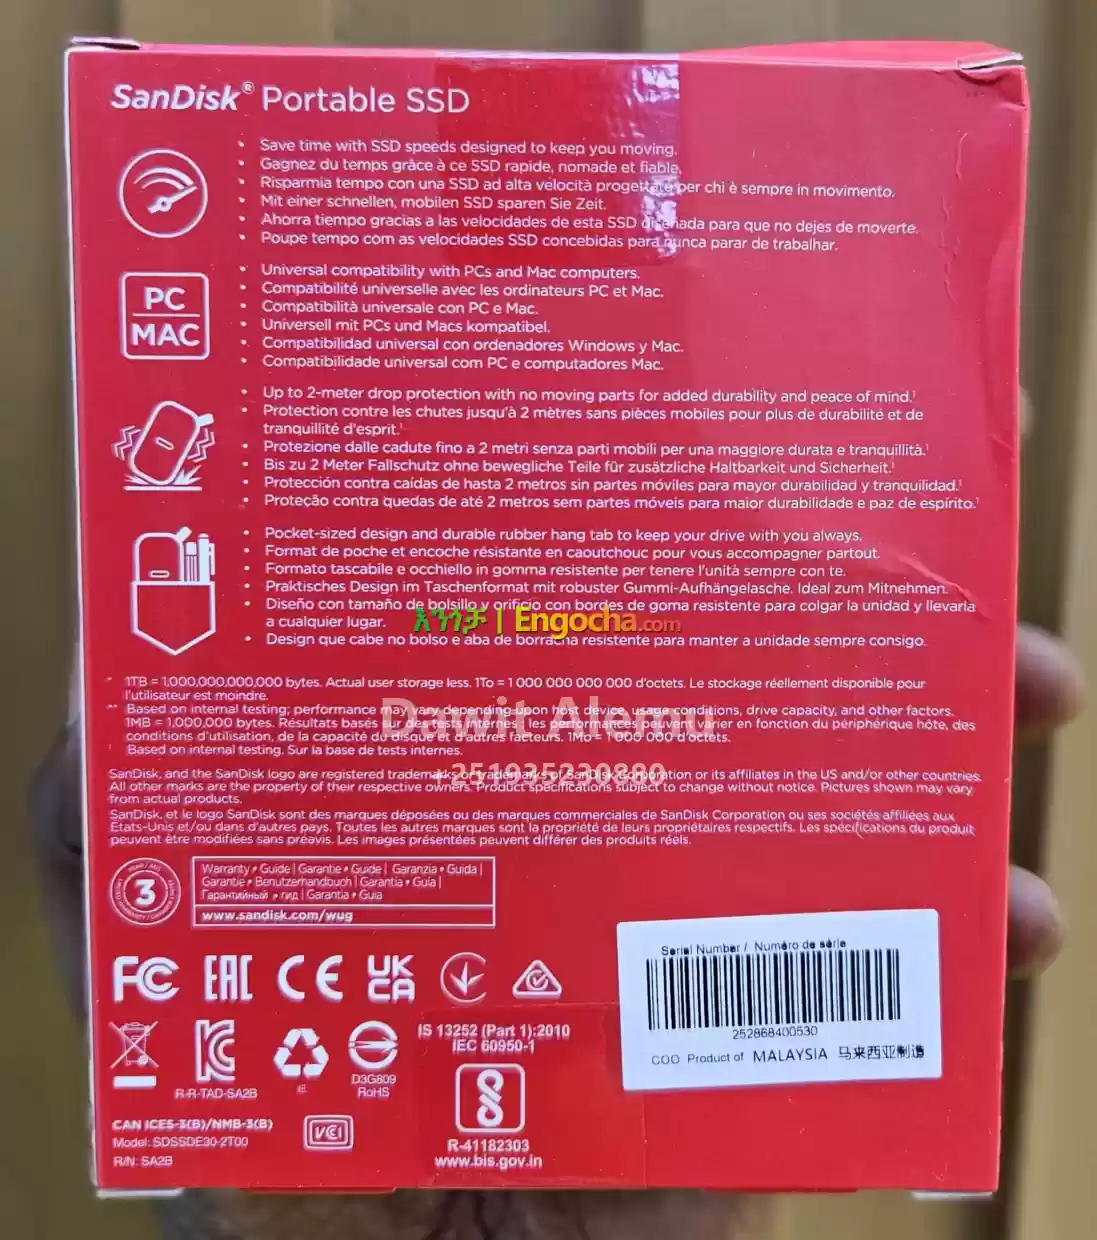 SanDisk® Portable SSD
• Save time with SSD speeds designed to keep you moving.
• Gagnez du temps grâce à ce SSD rapide, nomade et fiable.
• Risparmia tempo con una SSD ad alta velocità progettate per chi è sempre in movimento.
• Mit einer schnellen, mobilen SSD sparen Sie Zeit.
• Ahorra tiempo gracias a las velocidades de esta SSD diseñada para que no dejes de moverte.
• Poupe tempo com as velocidades SSD concebidas para nunca parar de trabalhar.
PC
MAC
• Universal compatibility with PCs and Mac computers.
• Compatibilité universelle avec les ordinateurs PC et Mac.
• Compatibilità universale con PC e Mac.
• Universell mit PCs und Macs kompatibel.
• Compatibilidad universal con ordenadores Windows y Mac.
• Compatibilidade universal com PC e computadores Mac.
• Up to 2-meter drop protection with no moving parts for added durability and peace of mind.¹
• Protection contre les chutes jusqu'à 2 mètres sans pièces mobiles pour plus de durabilité et de
tranquillité d'esprit.¹
• Protezione dalle cadute fino a 2 metri senza parti mobili per una maggiore durata e tranquillità.¹
• Bis zu 2 Meter Fallschutz ohne bewegliche Teile für zusätzliche Haltbarkeit und Sicherheit.¹
• Protección contra caídas de hasta 2 metros sin partes móviles para mayor durabilidad y tranquilidad.¹
• Proteção contra quedas de até 2 metros sem partes móveis para maior durabilidade e paz de espírito.¹
• Pocket-sized design and durable rubber hang tab to keep your drive with you always.
• Format de poche et encoche résistante en caoutchouc pour vous accompagner partout.
• Formato tascabile e occhiello in gomma resistente per tenere l'unità sempre con te.
• Praktisches Design im Taschenformat mit robuster Gummi-Aufhängelasche. Ideal zum Mitnehmen.
• Diseño con tamaño de bolsillo y orificio con bordes de goma resistente para colgar la unidad y llevarla
a cualquier lugar.
እንጎቻ | Engocha.com
• Design que cabe no bolso e aba de borracha resistente para manter a unidade sempre consigo.
* 1TB = 1,000,000,000,000 bytes. Actual user storage less. 1To = 1 000 000 000 000 d'octets. Le stockage réellement disponible pour
l'utilisateur est moindre.
** Based on internal testing; performance may vary depending upon host device, usage conditions, drive capacity, and other factors.
1MB = 1,000,000 bytes. Résultats basés sur des tests internes ; les performances peuvent varier en fonction du périphérique hôte, des
conditions d'utilisation, de la capacité du disque et d'autres facteurs. 1Mo = 1 000 000 d'octets.
Dawit Alemu
¹ Based on internal testing. Sur la base de tests internes.
SanDisk, and the SanDisk logo are registered trademarks or trademarks of SanDisk Corporation or its affiliates in the US and/or other countries.
+251935230880
All other marks are the property of their respective owners. Product specifications subject to change without notice. Pictures shown may vary
from actual products.
SanDisk, et le logo SanDisk sont des marques déposées ou des marques commerciales de SanDisk Corporation ou ses sociétés affiliées aux
États-Unis et/ou dans d'autres pays. Toutes les autres marques sont la propriété de leurs propriétaires respectifs. Les spécifications du produit
peuvent être modifiées sans préavis. Les images présentées peuvent différer des produits réels.
3
Warranty • Guide | Garantie • Guide | Garanzia • Guida |
Garantie • Benutzerhandbuch | Garantía • Guía |
Гарантийный • гид | Garantia • Guia
www.sandisk.com/wug
FC EAC CE UK
CA
R-R-TAD-SA2B
D3G809
RoHS
IS 13252 (Part 1):2010
IEC 60950-1
R-41182303
www.bis.gov.in
CAN ICES-3(B)/NMB-3(B)
Model: SDSSDE30-2T00
R/N: SA2B
VCI
Serial Number / Numéro de série
252868400530
COO Product of MALAYSIA 马来西亚制造